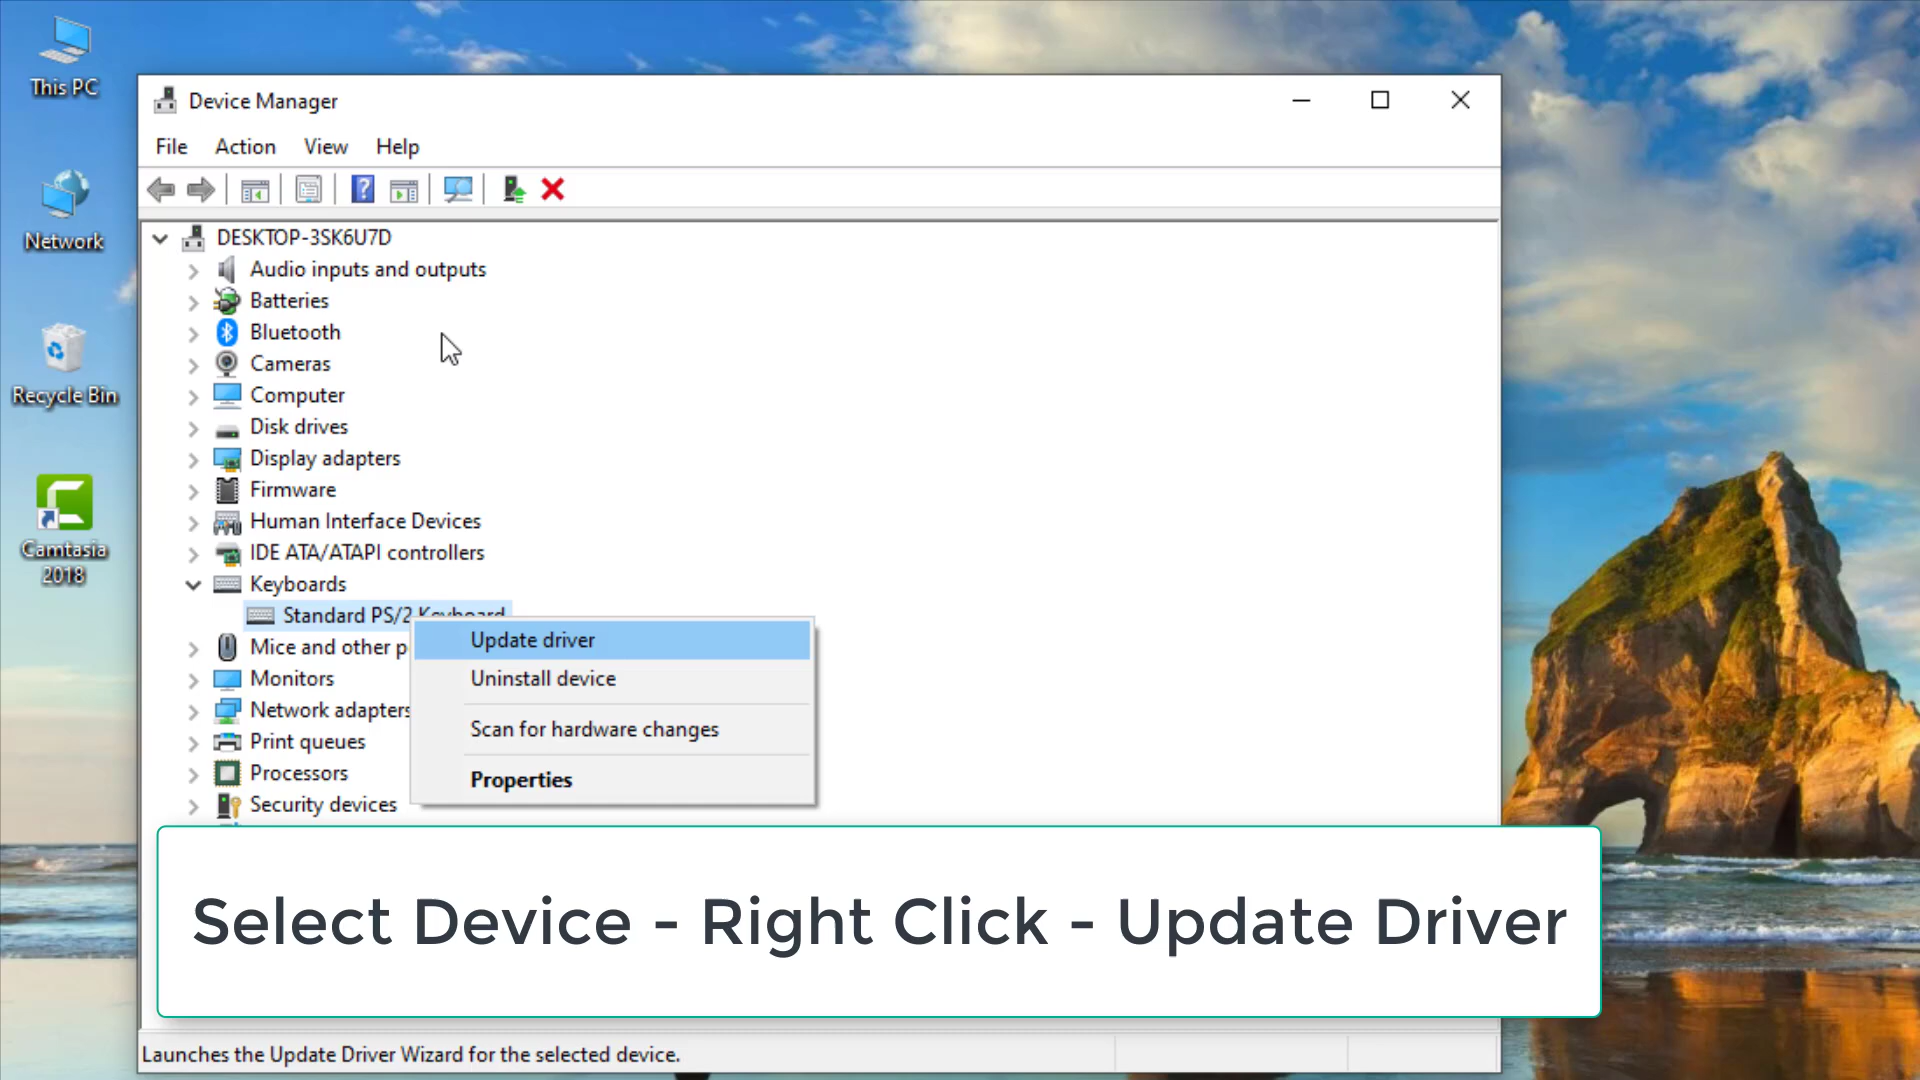 This PC
Network
Recycle Bin
Camtasia
2018
Device Manager
File Action View Help
DESKTOP-3SK6U7D
Audio inputs and outputs
Batteries
Bluetooth
Cameras
Computer
Disk drives
Display adapters
Firmware
Human Interface Devices
IDE ATA/ATAPI controllers
Keyboards
Standard PS/2 Keyboard
Mice and other p
Monitors
Network adapters
Print queues
Processors
Security devices
Update driver
Uninstall device
Scan for hardware changes
Properties
Select Device - Right Click - Update Driver
Launches the Update Driver Wizard for the selected device.